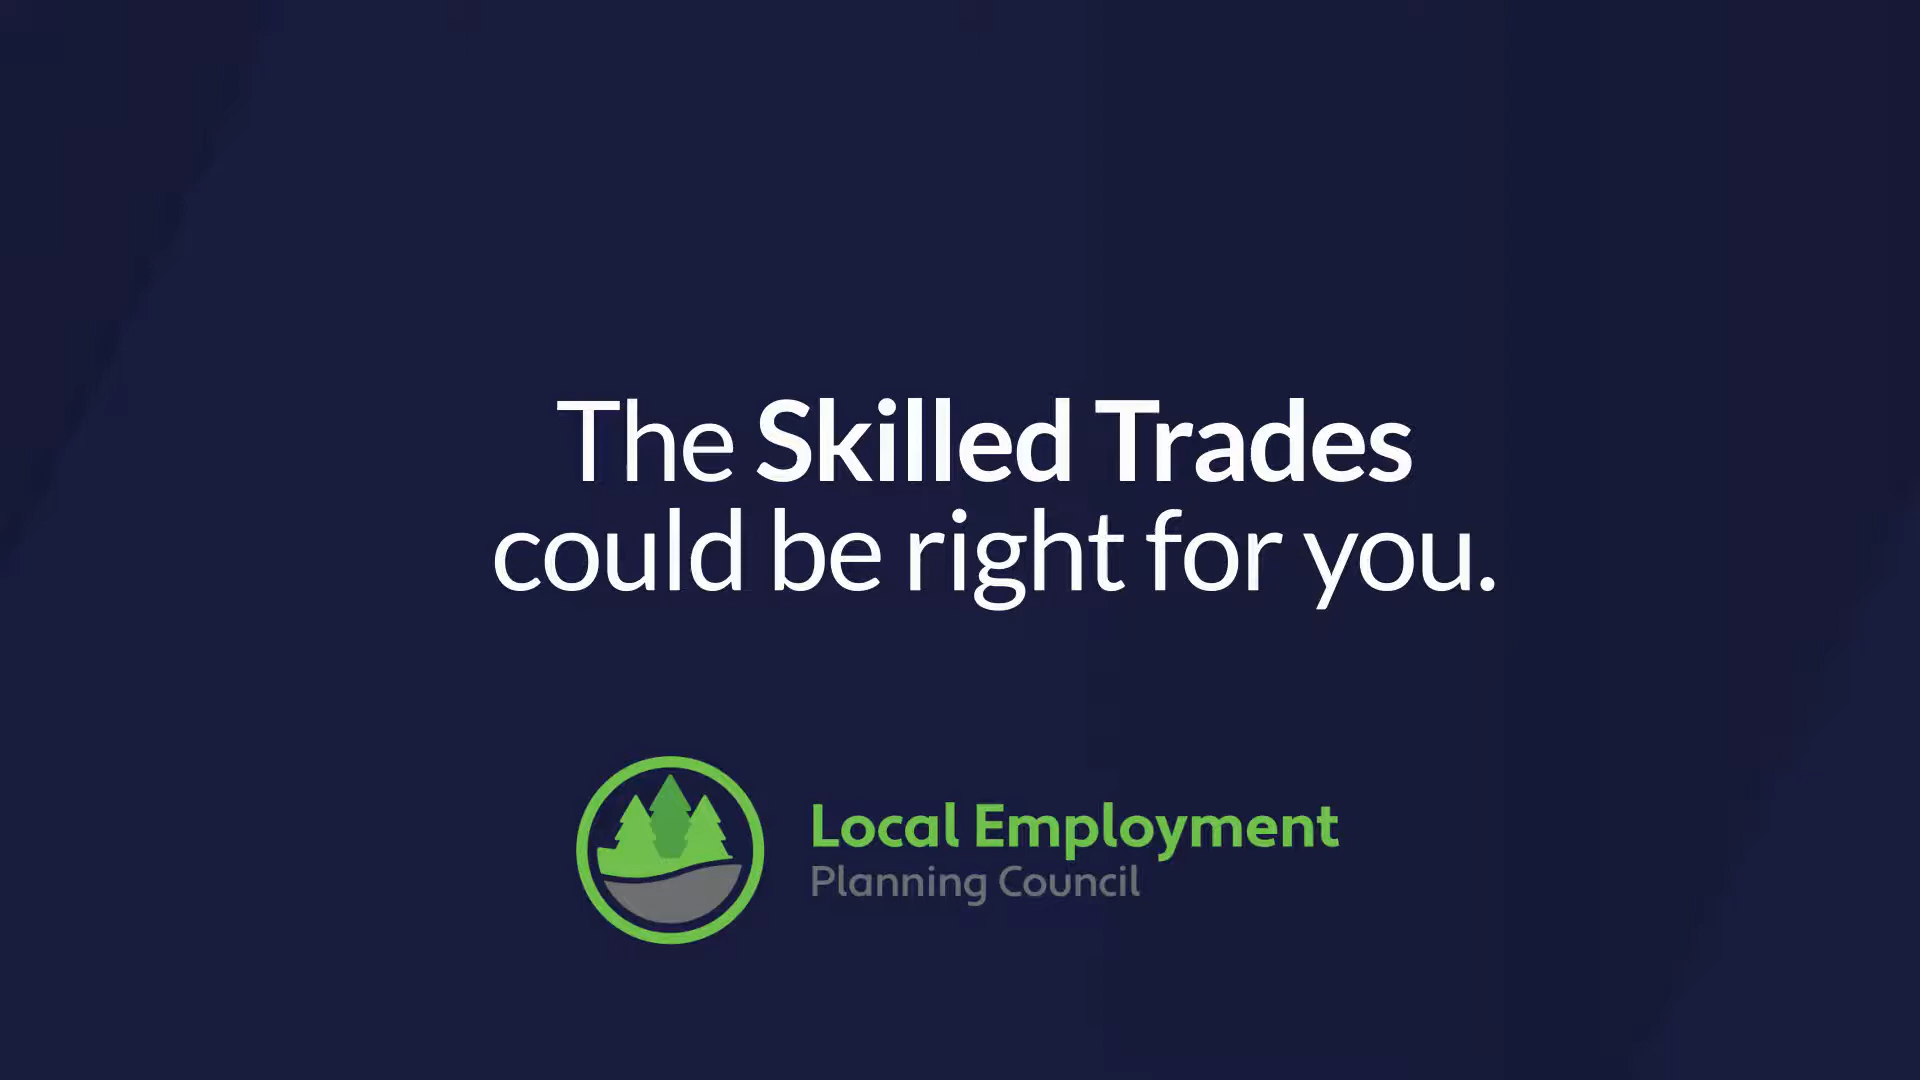 The Skilled Trades
could be right for you.
Local Employment
Planning Council